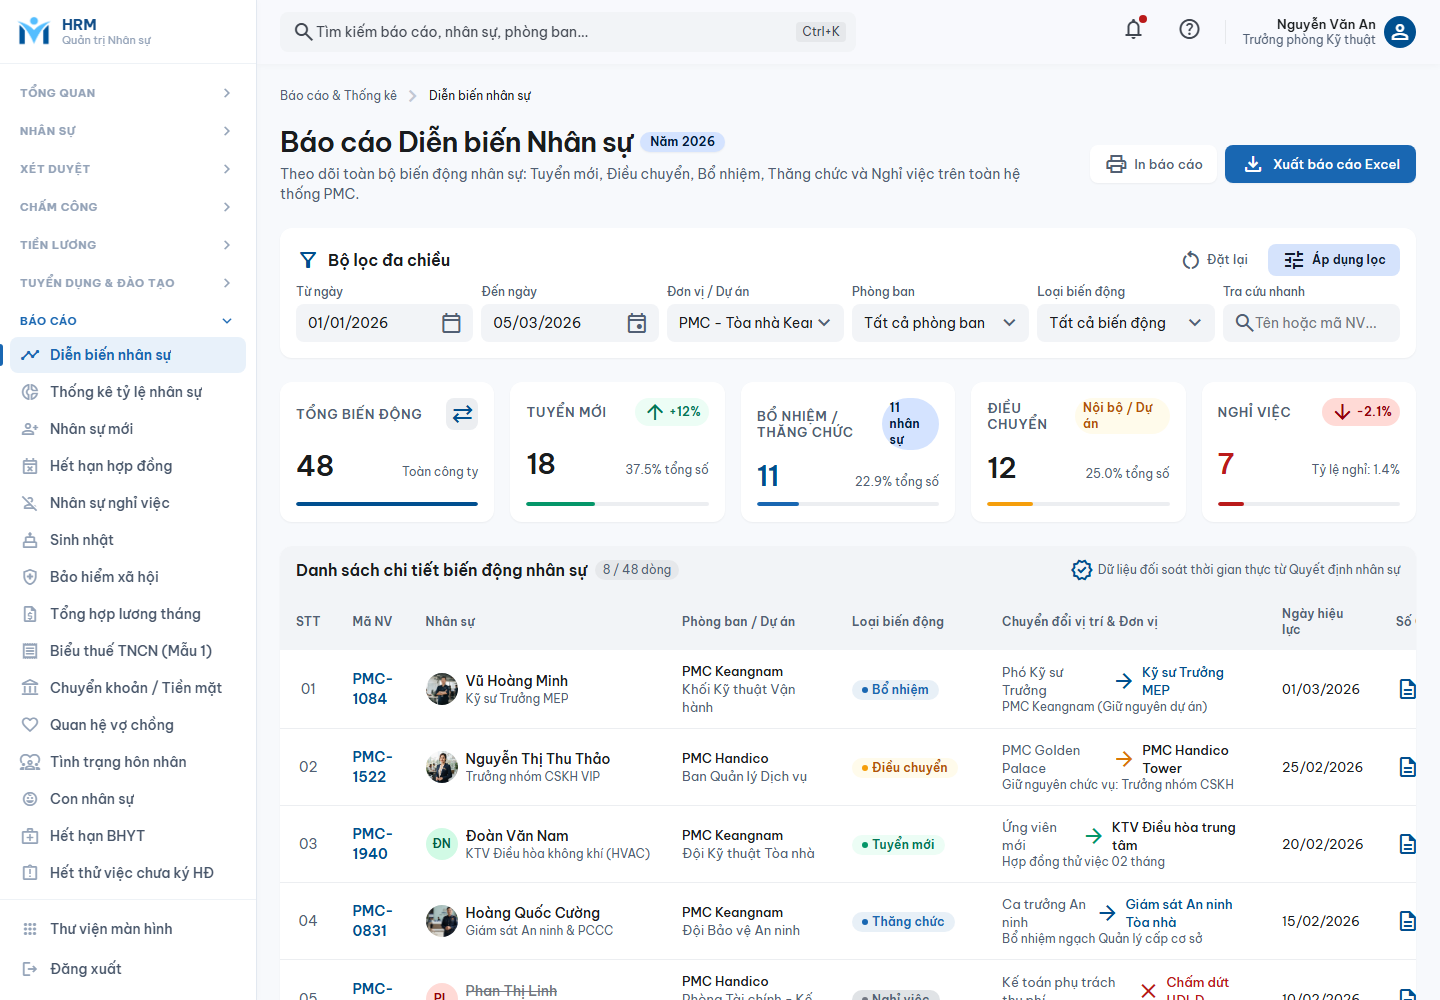 HRM
Quản trị Nhân sự
TỔNG QUAN
NHÂN SỰ
XÉT DUYỆT
CHẤM CÔNG
TIỀN LƯƠNG
TUYỂN DỤNG & ĐÀO TẠO
BÁO CÁO
Diễn biến nhân sự
Thống kê tỷ lệ nhân sự
Nhân sự mới
Hết hạn hợp đồng
Nhân sự nghỉ việc
Sinh nhật
Bảo hiểm xã hội
Tổng hợp lương tháng
Biểu thuế TNCN (Mẫu 1)
Chuyển khoản / Tiền mặt
Quan hệ vợ chồng
Tình trạng hôn nhân
Con nhân sự
Hết hạn BHYT
Hết thử việc chưa ký HĐ
Thư viện màn hình
Đăng xuất
Tìm kiếm báo cáo, nhân sự, phòng ban...
Ctrl+K
Nguyễn Văn An
Trưởng phòng Kỹ thuật
Báo cáo & Thống kê
Diễn biến nhân sự
Báo cáo Diễn biến Nhân sự
Năm 2026
Theo dõi toàn bộ biến động nhân sự: Tuyển mới, Điều chuyển, Bổ nhiệm, Thăng chức và Nghỉ việc trên toàn hệ
thống PMC.
In báo cáo
Xuất báo cáo Excel
Bộ lọc đa chiều
Đặt lại
Áp dụng lọc
Từ ngày
Đến ngày
Đơn vị / Dự án
Phòng ban
Loại biến động
Tra cứu nhanh
01/01/2026
05/03/2026
PMC - Tòa nhà Kear
Tất cả phòng ban
Tất cả biến động
Tên hoặc mã NV...
TỔNG BIẾN ĐỘNG
48
Toàn công ty
TUYỂN MỚI
+12%
18
37.5% tổng số
BỔ NHIỆM /
THĂNG CHỨC
11
nhân
sự
11
22.9% tổng số
ĐIỀU
CHUYỂN
Nội bộ / Dự
án
12
25.0% tổng số
NGHỈ VIỆC
-2.1%
7
Tỷ lệ nghỉ: 1.4%
Danh sách chi tiết biến động nhân sự
8 / 48 dòng
Dữ liệu đối soát thời gian thực từ Quyết định nhân sự
STT
Mã NV
Nhân sự
Phòng ban / Dự án
Loại biến động
Chuyển đổi vị trí & Đơn vị
Ngày hiệu
lực
Số
01
PMC-
1084
Vũ Hoàng Minh
Kỹ sư Trưởng MEP
PMC Keangnam
Khối Kỹ thuật Vận
hành
Bổ nhiệm
Phó Kỹ sư
Trưởng
Kỹ sư Trưởng
MEP
PMC Keangnam (Giữ nguyên dự án)
01/03/2026
02
PMC-
1522
Nguyễn Thị Thu Thảo
Trưởng nhóm CSKH VIP
PMC Handico
Ban Quản lý Dịch vụ
Điều chuyển
PMC Golden
Palace
PMC Handico
Tower
Giữ nguyên chức vụ: Trưởng nhóm CSKH
25/02/2026
03
PMC-
1940
ĐN
Đoàn Văn Nam
KTV Điều hòa không khí (HVAC)
PMC Keangnam
Đội Kỹ thuật Tòa nhà
Tuyển mới
Ứng viên
mới
KTV Điều hòa trung
tâm
Hợp đồng thử việc 02 tháng
20/02/2026
04
PMC-
0831
Hoàng Quốc Cường
Giám sát An ninh & PCCC
PMC Keangnam
Đội Bảo vệ An ninh
Thăng chức
Ca trưởng An
ninh
Giám sát An ninh
Tòa nhà
Bổ nhiệm ngạch Quản lý cấp cơ sở
15/02/2026
05
PMC-
PL
Phan Thị Linh
PMC Handico
Phòng Tài chính - Kế
Nghỉ việc
Kế toán phụ trách
thu phí
Chấm dứt
HĐLĐ
10/02/2026